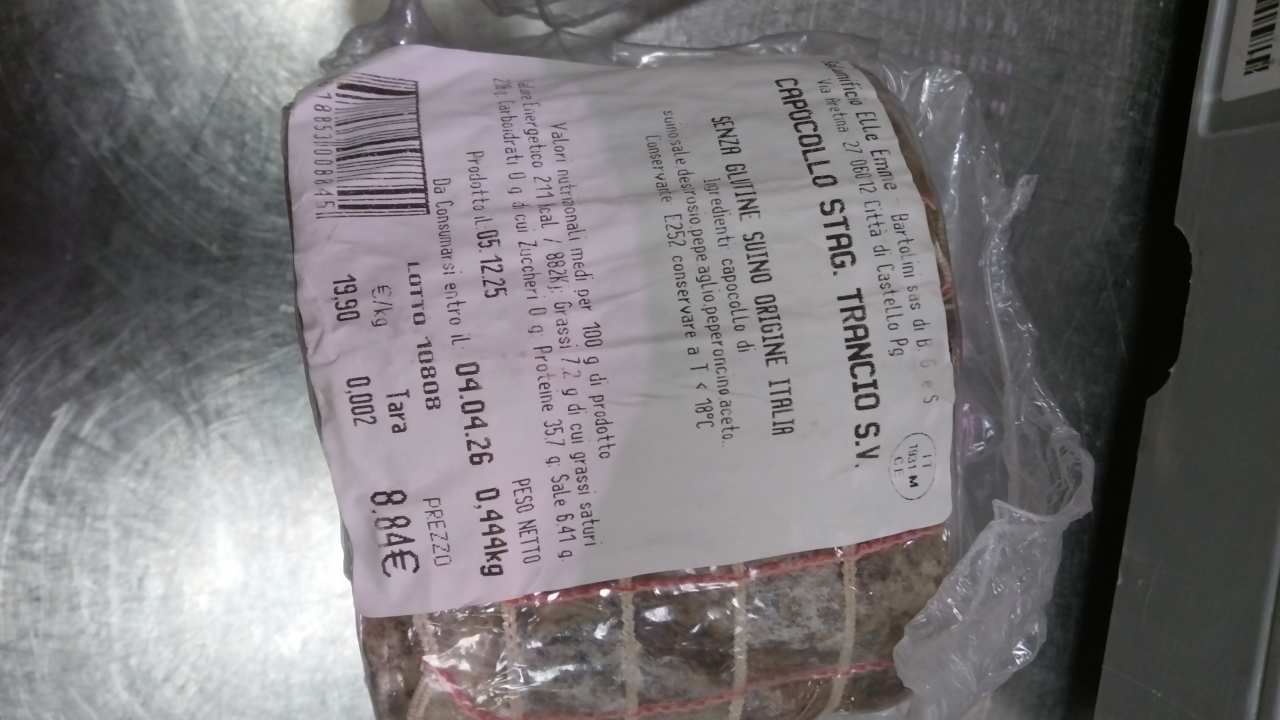 Salumificio Elle Emme - Bartolini sas di B G e S
Via Aretina 27 06012 Città di Castello Pg
CAPOCOLLO STAG. TRANCIO S.V.
IT
1931-M
CE
SENZA GLUTINE SUINO ORIGINE ITALIA
Ingredienti capocollo di
suino,sale,destrosio,pepe,aglio,peperoncino,aceto.
Conservante E252 conservare a T < 18°C
Valori nutrizionali medi per 100 g di prodotto
Valore Energetico 211 kcal / 882Kj; Grassi 7.2 g di cui grassi saturi
Carboidrati 0 g di cui Zuccheri 0 g; Proteine 35.7 g; Sale 6.41 g.
Prodotto il 05.12.25
PESO NETTO
Da Consumarsi entro il 04.04.26 0,444kg
LOTTO 10808
€/kg Tara PREZZO
19,90 0,002 8,84€